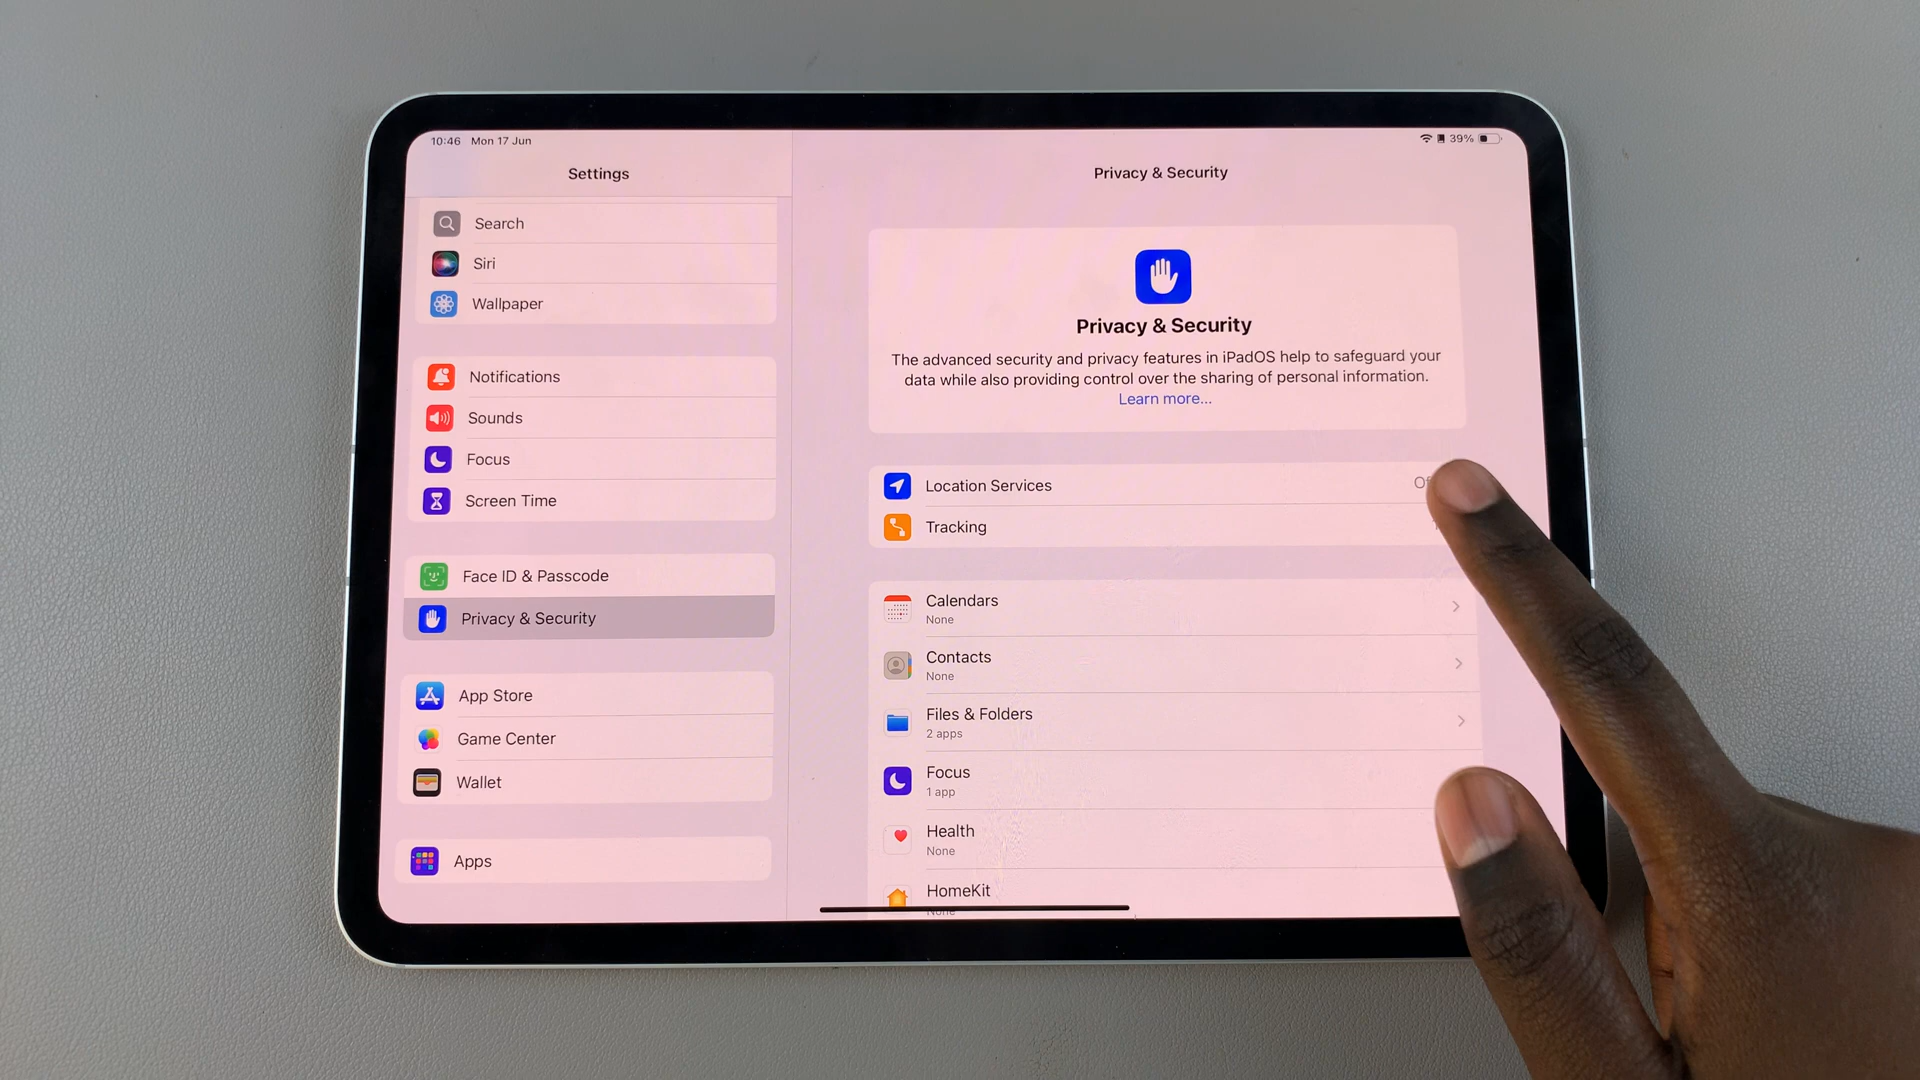 10:46 Mon 17 Jun
39%
Settings
Search
Siri
Wallpaper
Notifications
Sounds
Focus
Screen Time
Face ID & Passcode
Privacy & Security
App Store
Game Center
Wallet
Apps
Privacy & Security
Privacy & Security
The advanced security and privacy features in iPadOS help to safeguard your
data while also providing control over the sharing of personal information.
Learn more...
Location Services
Tracking
Calendars
None
Contacts
None
Files & Folders
2 apps
Focus
1 app
Health
None
HomeKit
None